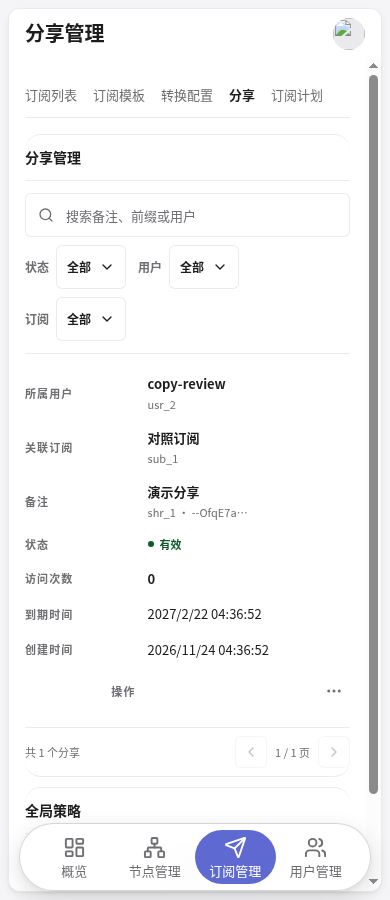 分享管理
订阅列表 订阅模板 转换配置 分享 订阅计划
分享管理
搜索备注、前缀或用户
状态 全部 用户 全部
订阅 全部
所属用户 copy-review
usr_2
关联订阅 对照订阅
sub_1
备注 演示分享
shr_1 · --OfqE7a···
状态 有效
访问次数 0
到期时间 2027/2/22 04:36:52
创建时间 2026/11/24 04:36:52
操作 ···
共 1 个分享 1 / 1 页
全局策略
概览 节点管理 订阅管理 用户管理